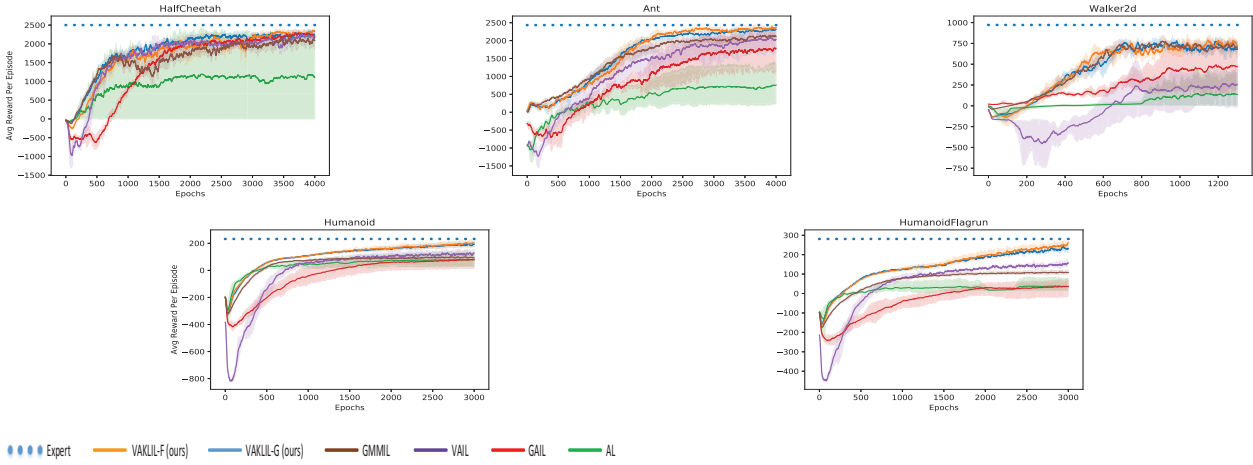 HalfCheetah
Avg Reward Per Episode
2500
2000
1500
1000
500
0
−500
−1000
−1500
0 500 1000 1500 2000 2500 3000 3500 4000
Epochs
Ant
2500
2000
1500
1000
500
0
−500
−1000
−1500
0 500 1000 1500 2000 2500 3000 3500 4000
Epochs
Walker2d
1000
750
500
250
0
−250
−500
−750
0 200 400 600 800 1000 1200
Epochs
Humanoid
Avg Reward Per Episode
200
0
−200
−400
−600
−800
0 500 1000 1500 2000 2500 3000
Epochs
HumanoidFlagrun
300
200
100
0
−100
−200
−300
−400
0 500 1000 1500 2000 2500 3000
Epochs
Expert VAKLIL-F (ours) VAKLIL-G (ours) GMMIL VAIL GAIL AL